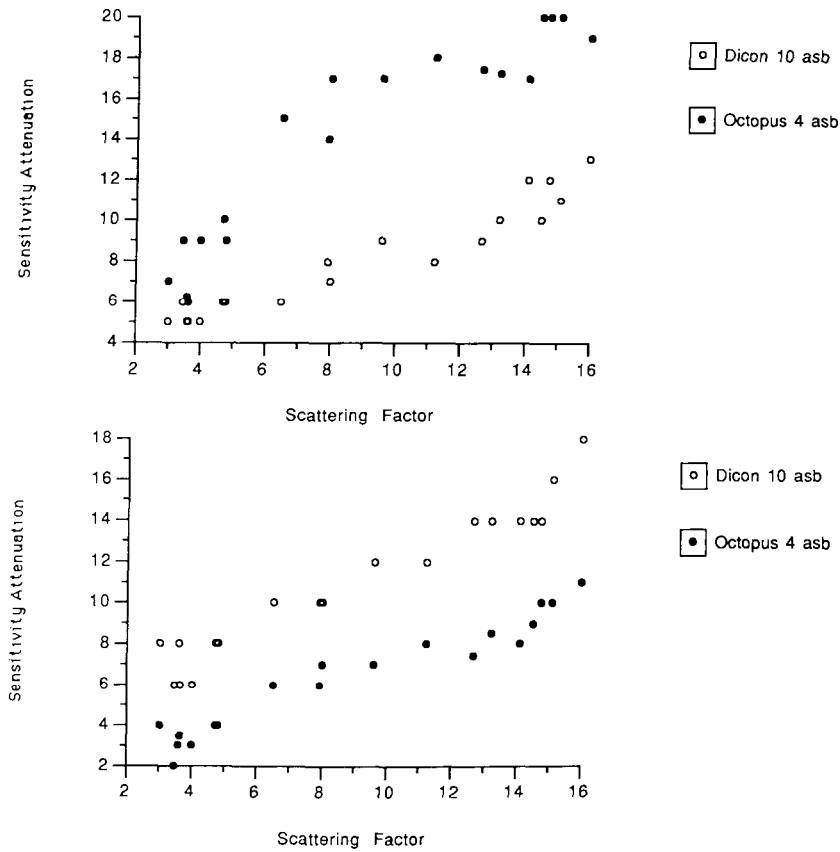 20
18
16
14
12
10
8
6
4
Sensitivity Attenuation
2 4 6 8 10 12 14 16
Scattering Factor
Dicon 10 asb
Octopus 4 asb
18
16
14
12
10
8
6
4
2
Sensitivity Attenuation
2 4 6 8 10 12 14 16
Scattering Factor
Dicon 10 asb
Octopus 4 asb